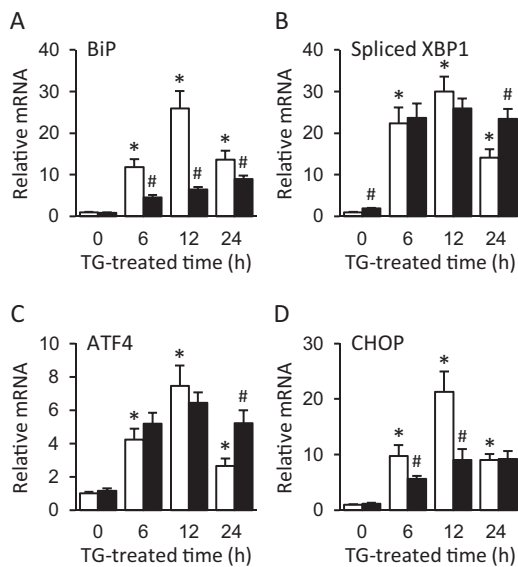 A
BiP
Relative mRNA
40
30
20
10
0
*
*
*
#
#
#
0 6 12 24
TG-treated time (h)
B
Spliced XBP1
Relative mRNA
40
30
20
10
0
#
*
*
*
#
0 6 12 24
TG-treated time (h)
C
ATF4
Relative mRNA
10
8
6
4
2
0
*
*
*
#
0 6 12 24
TG-treated time (h)
D
CHOP
Relative mRNA
30
20
10
0
*
#
*
#
*
0 6 12 24
TG-treated time (h)